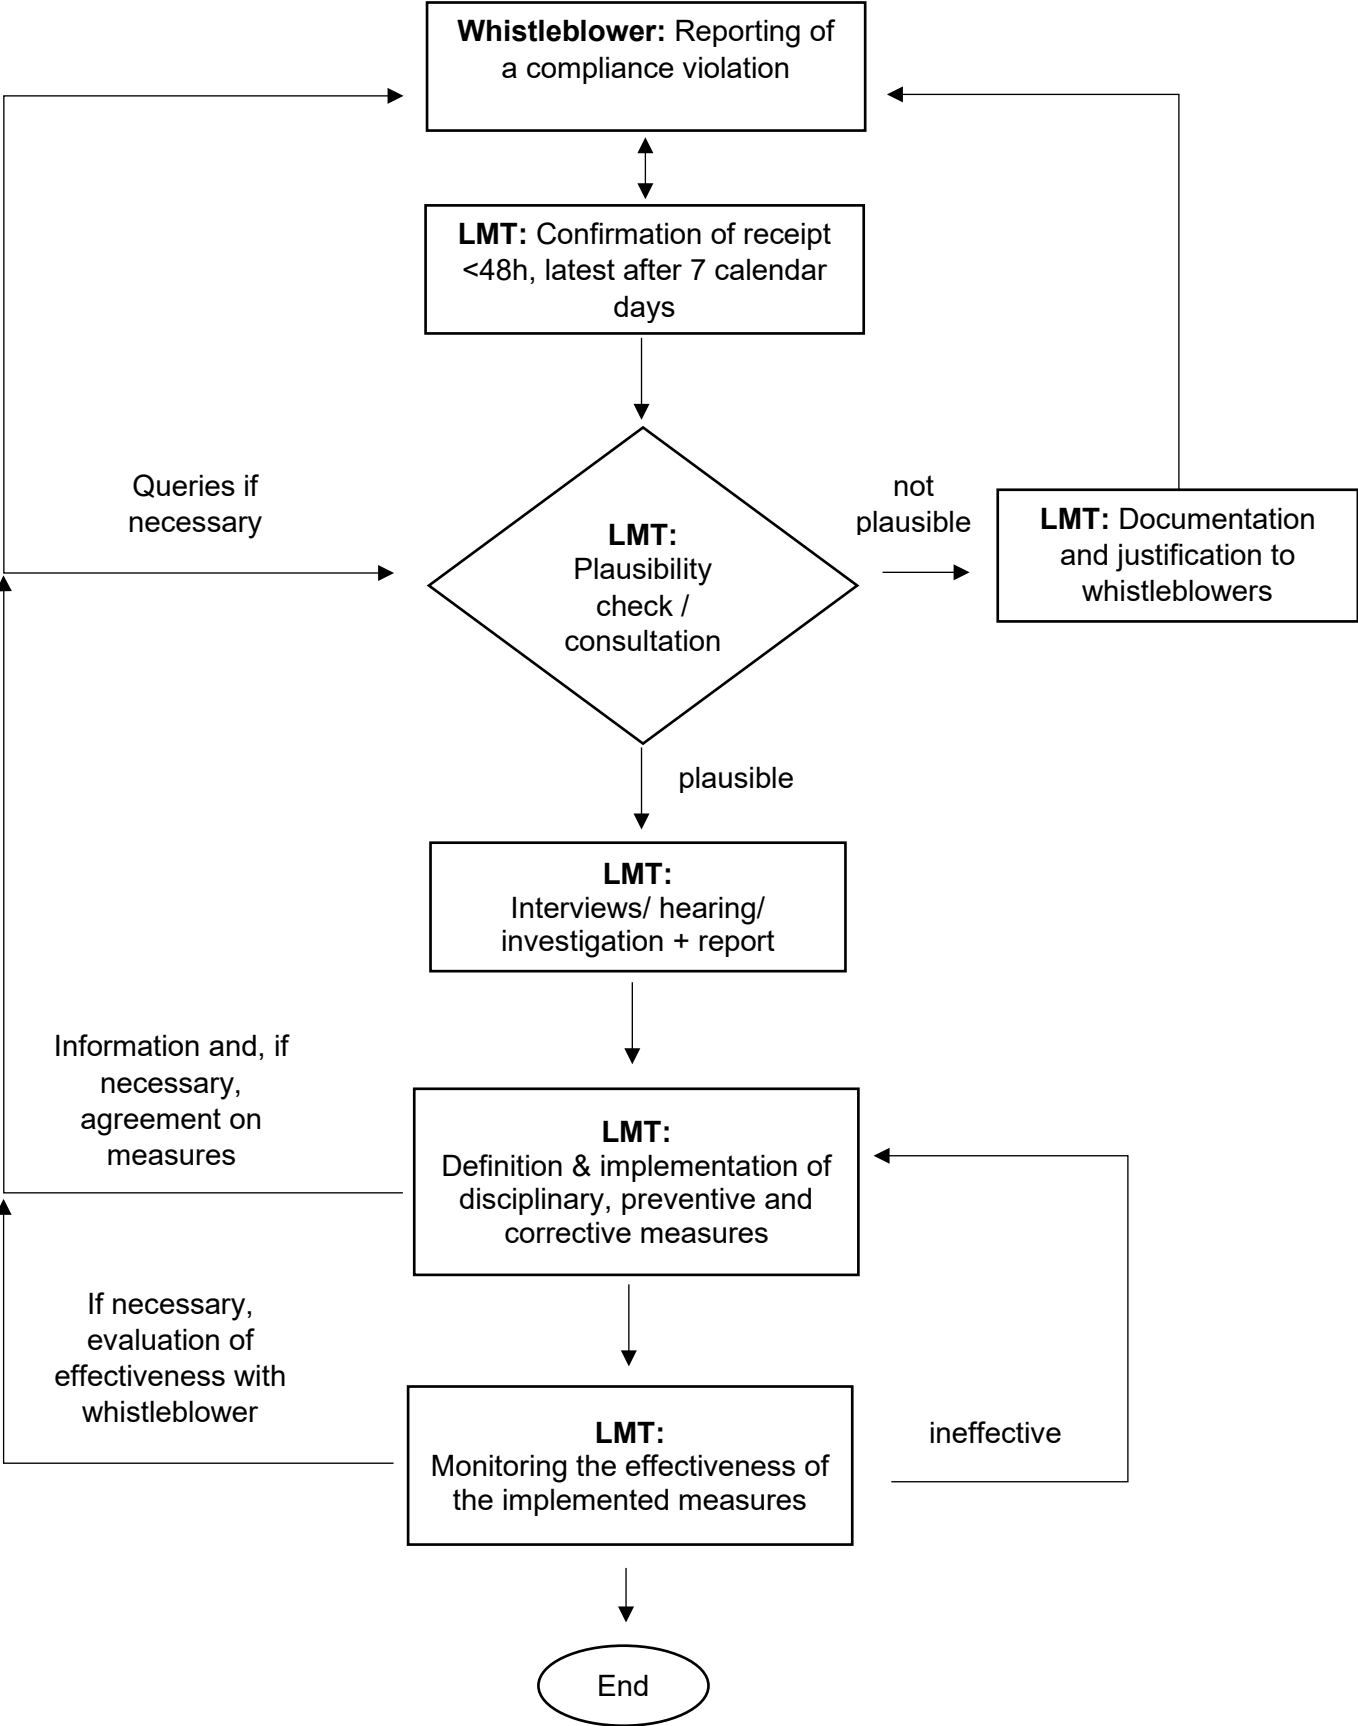 Whistleblower: Reporting of
a compliance violation
LMT: Confirmation of receipt
<48h, latest after 7 calendar
days
Queries if
necessary
LMT:
Plausibility
check /
consultation
not
plausible
LMT: Documentation
and justification to
whistleblowers
plausible
LMT:
Interviews/ hearing/
investigation + report
Information and, if
necessary,
agreement on
measures
LMT:
Definition & implementation of
disciplinary, preventive and
corrective measures
If necessary,
evaluation of
effectiveness with
whistleblower
LMT:
Monitoring the effectiveness of
the implemented measures
ineffective
End